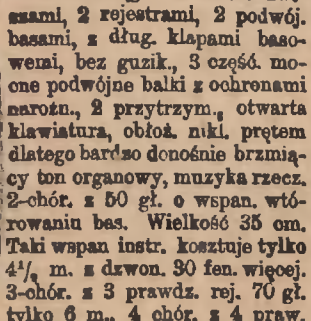 szami, 2 rejestrami, 2 podwój.
basami, z dług. klapami baso-
wemi, bez guzik., 3 część. mo-
cne podwójne balki z ochronami
narożn., 2 przytrzym., otwarta
klawiatura, obłoż. nikl. prętem
dlatego bardzo donośnie brzmią-
cy ton organowy, muzyka rzecz.
2-chór. z 50 gł. o wspan. wtó-
rowaniu bas. Wielkość 35 cm.
Taki wspan instr. kosztuje tylko
4½ m. z dzwon. 30 fen. więcej.
3-chór. z 3 prawdz. rej. 70 gł.
tylko 6 m., 4 chór. z 4 praw.